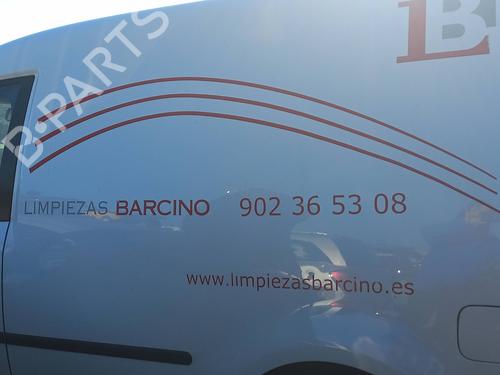 B
B-PARTS
LIMPIEZAS BARCINO 902 36 53 08
www.limpiezasbarcino.es